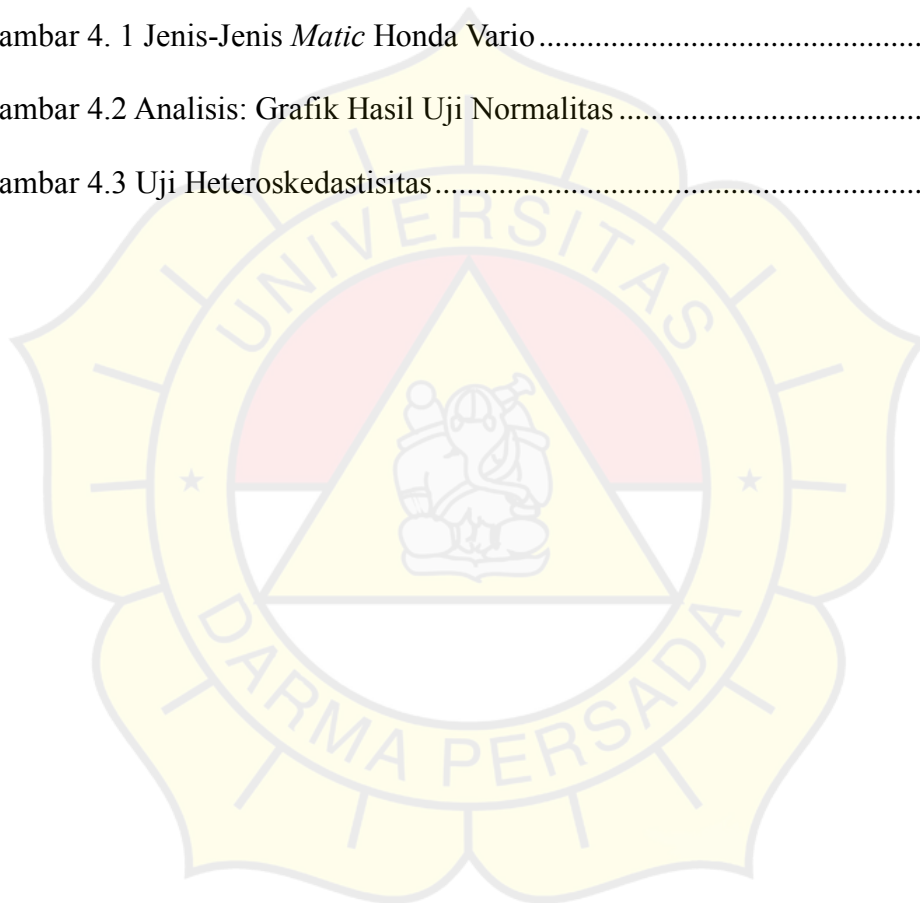 ambar 4. 1 Jenis-Jenis Matic Honda Vario................................................
ambar 4.2 Analisis: Grafik Hasil Uji Normalitas ......................................
ambar 4.3 Uji Heteroskedastisitas.............................................................
UNIVERSITAS
DARMA PERSADA